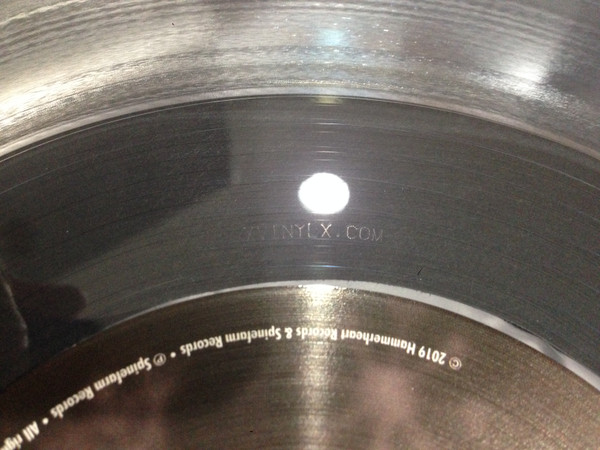 VINYLX.COM
© 2019 Hammerheart Records & Spinefarm Records • ℗ Spinefarm Records • All rig